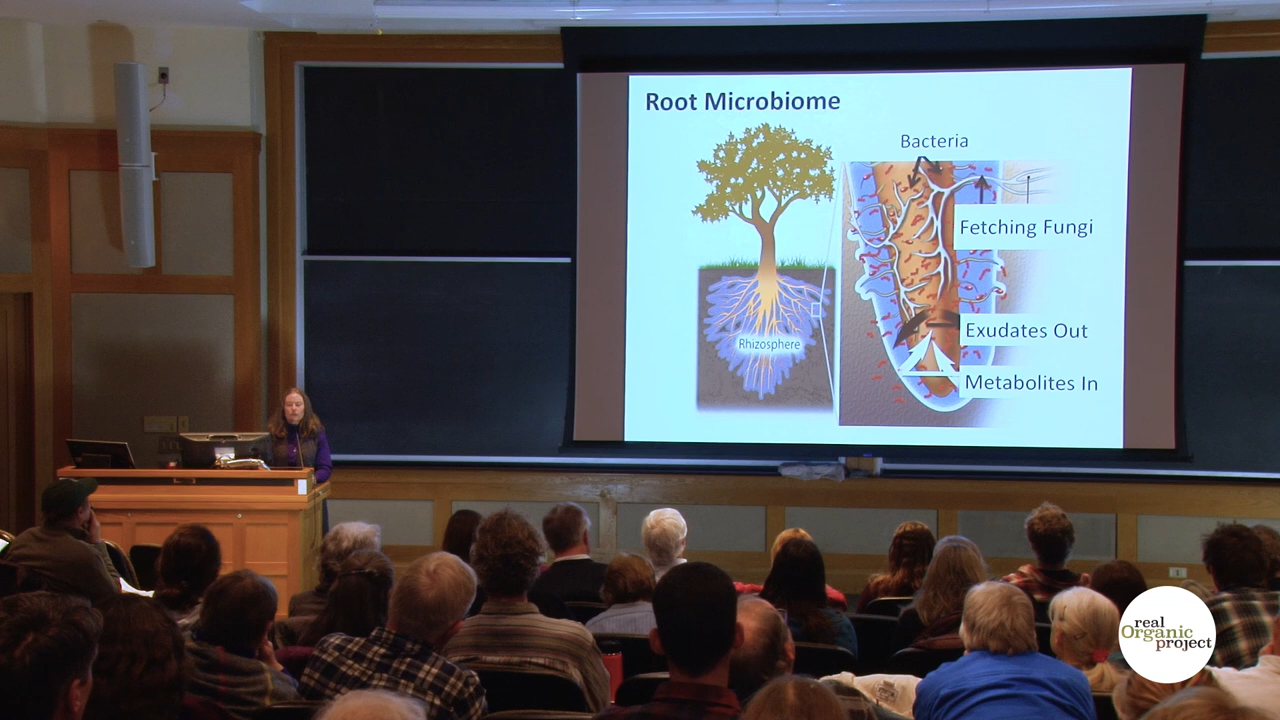 Root Microbiome
Bacteria
Fetching Fungi
Rhizosphere
Exudates Out
Metabolites In
real
Organic
project